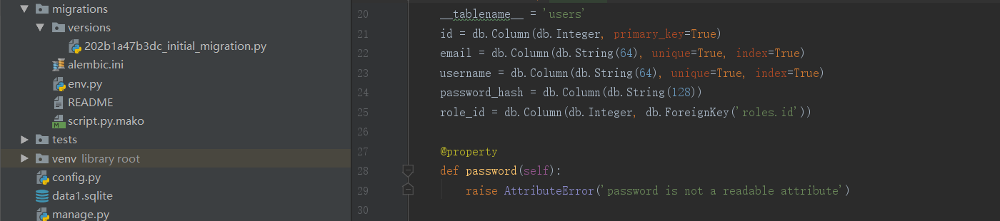 migrations
versions
202b1a47b3dc_initial_migration.py
alembic.ini
env.py
README
script.py.mako
tests
venv library root
config.py
data1.sqlite
manage.py
20 __tablename__ = 'users'
21 id = db.Column(db.Integer, primary_key=True)
22 email = db.Column(db.String(64), unique=True, index=True)
23 username = db.Column(db.String(64), unique=True, index=True)
24 password_hash = db.Column(db.String(128))
25 role_id = db.Column(db.Integer, db.ForeignKey('roles.id'))
26
27 @property
28 def password(self):
29 raise AttributeError('password is not a readable attribute')
30